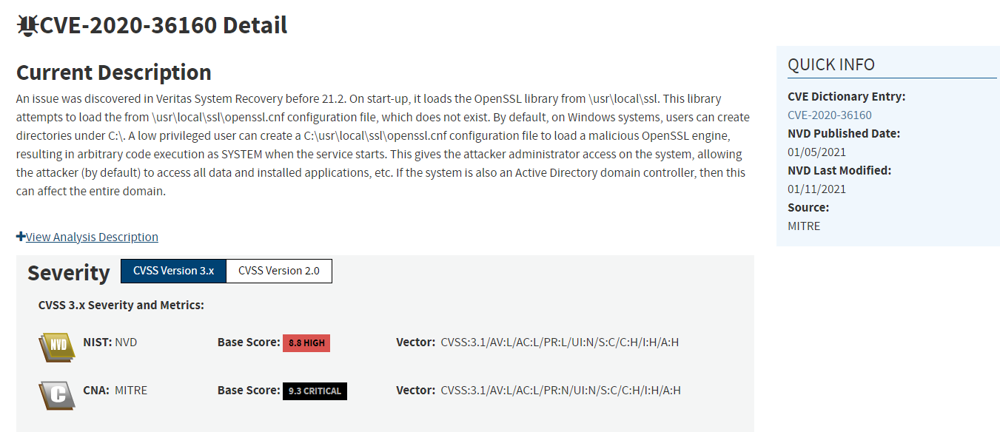 CVE-2020-36160 Detail
Current Description
An issue was discovered in Veritas System Recovery before 21.2. On start-up, it loads the OpenSSL library from \usr\local\ssl. This library
attempts to load the from \usr\local\ssl\openssl.cnf configuration file, which does not exist. By default, on Windows systems, users can create
directories under C:\. A low privileged user can create a C:\usr\local\ssl\openssl.cnf configuration file to load a malicious OpenSSL engine,
resulting in arbitrary code execution as SYSTEM when the service starts. This gives the attacker administrator access on the system, allowing
the attacker (by default) to access all data and installed applications, etc. If the system is also an Active Directory domain controller, then this
can affect the entire domain.
View Analysis Description
Severity CVSS Version 3.x CVSS Version 2.0
CVSS 3.x Severity and Metrics:
NVD NIST: NVD Base Score: 8.8 HIGH Vector: CVSS:3.1/AV:L/AC:L/PR:L/UI:N/S:C/C:H/I:H/A:H
C CNA: MITRE Base Score: 9.3 CRITICAL Vector: CVSS:3.1/AV:L/AC:L/PR:N/UI:N/S:C/C:H/I:H/A:H
QUICK INFO
CVE Dictionary Entry:
CVE-2020-36160
NVD Published Date:
01/05/2021
NVD Last Modified:
01/11/2021
Source:
MITRE